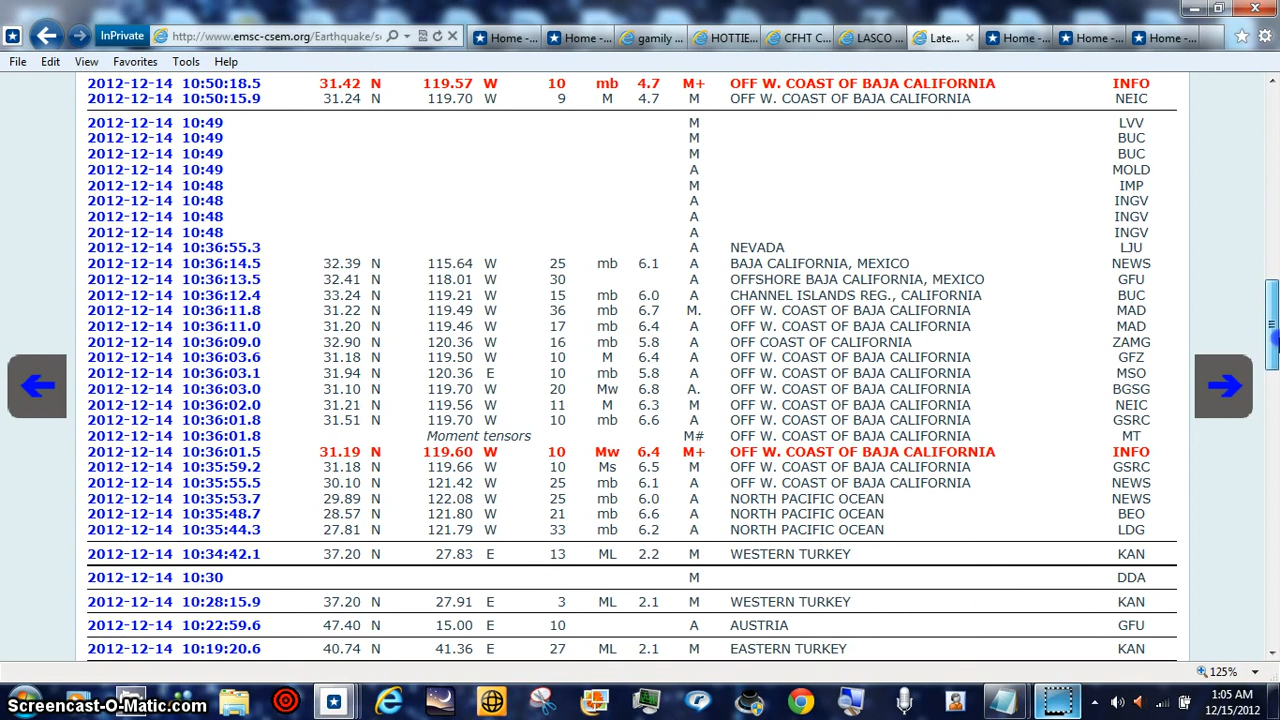 InPrivate http://www.emsc-csem.org/Earthquake/s Home -... Home -... gamily ... HOTTIE... CFHT C... LASCO ... Late... Home -... Home -... Home -...
File Edit View Favorites Tools Help
2012-12-14 10:50:18.5 31.42 N 119.57 W 10 mb 4.7 M+ OFF W. COAST OF BAJA CALIFORNIA INFO
2012-12-14 10:50:15.9 31.24 N 119.70 W 9 M 4.7 M OFF W. COAST OF BAJA CALIFORNIA NEIC
2012-12-14 10:49 M LVV
2012-12-14 10:49 M BUC
2012-12-14 10:49 M BUC
2012-12-14 10:49 A MOLD
2012-12-14 10:48 M IMP
2012-12-14 10:48 A INGV
2012-12-14 10:48 A INGV
2012-12-14 10:48 A INGV
2012-12-14 10:36:55.3 A NEVADA LJU
2012-12-14 10:36:14.5 32.39 N 115.64 W 25 mb 6.1 A BAJA CALIFORNIA, MEXICO NEWS
2012-12-14 10:36:13.5 32.41 N 118.01 W 30 A OFFSHORE BAJA CALIFORNIA, MEXICO GFU
2012-12-14 10:36:12.4 33.24 N 119.21 W 15 mb 6.0 A CHANNEL ISLANDS REG., CALIFORNIA BUC
2012-12-14 10:36:11.8 31.22 N 119.49 W 36 mb 6.7 M. OFF W. COAST OF BAJA CALIFORNIA MAD
2012-12-14 10:36:11.0 31.20 N 119.46 W 17 mb 6.4 A OFF W. COAST OF BAJA CALIFORNIA MAD
2012-12-14 10:36:09.0 32.90 N 120.36 W 16 mb 5.8 A OFF COAST OF CALIFORNIA ZAMG
2012-12-14 10:36:03.6 31.18 N 119.50 W 10 M 6.4 A OFF W. COAST OF BAJA CALIFORNIA GFZ
2012-12-14 10:36:03.1 31.94 N 120.36 E 10 mb 5.8 A OFF W. COAST OF BAJA CALIFORNIA MSO
2012-12-14 10:36:03.0 31.10 N 119.70 W 20 Mw 6.8 A. OFF W. COAST OF BAJA CALIFORNIA BGSG
2012-12-14 10:36:02.0 31.21 N 119.56 W 11 M 6.3 M OFF W. COAST OF BAJA CALIFORNIA NEIC
2012-12-14 10:36:01.8 31.51 N 119.70 W 10 mb 6.6 A OFF W. COAST OF BAJA CALIFORNIA GSRC
2012-12-14 10:36:01.8 Moment tensors M# OFF W. COAST OF BAJA CALIFORNIA MT
2012-12-14 10:36:01.5 31.19 N 119.60 W 10 Mw 6.4 M+ OFF W. COAST OF BAJA CALIFORNIA INFO
2012-12-14 10:35:59.2 31.18 N 119.66 W 10 Ms 6.5 M OFF W. COAST OF BAJA CALIFORNIA GSRC
2012-12-14 10:35:55.5 30.10 N 121.42 W 25 mb 6.1 A OFF W. COAST OF BAJA CALIFORNIA NEWS
2012-12-14 10:35:53.7 29.89 N 122.08 W 25 mb 6.0 A NORTH PACIFIC OCEAN NEWS
2012-12-14 10:35:48.7 28.57 N 121.80 W 21 mb 6.6 A NORTH PACIFIC OCEAN BEO
2012-12-14 10:35:44.3 27.81 N 121.79 W 33 mb 6.2 A NORTH PACIFIC OCEAN LDG
2012-12-14 10:34:42.1 37.20 N 27.83 E 13 ML 2.2 M WESTERN TURKEY KAN
2012-12-14 10:30 M DDA
2012-12-14 10:28:15.9 37.20 N 27.91 E 3 ML 2.1 M WESTERN TURKEY KAN
2012-12-14 10:22:59.6 47.40 N 15.00 E 10 A AUSTRIA GFU
2012-12-14 10:19:20.6 40.74 N 41.36 E 27 ML 2.1 M EASTERN TURKEY KAN
125%
Screencast-O-Matic.com 1:05 AM
12/15/2012